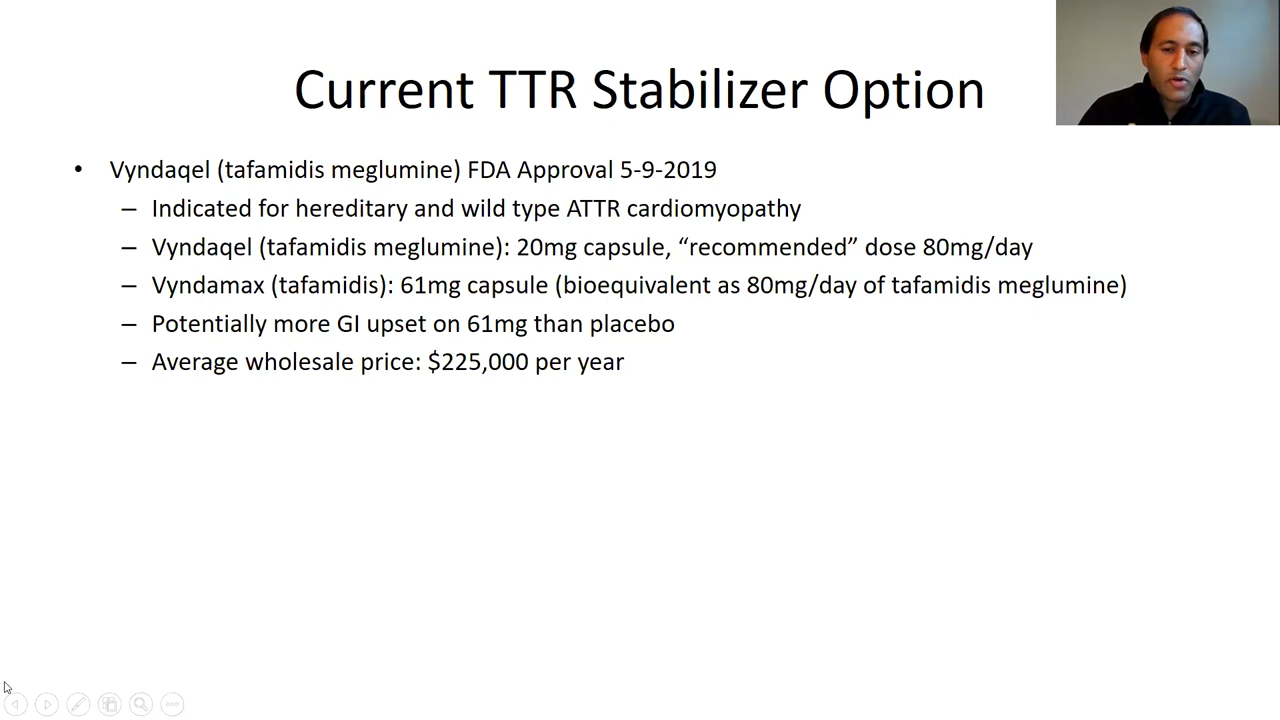 Current TTR Stabilizer Option
• Vyndaqel (tafamidis meglumine) FDA Approval 5-9-2019
– Indicated for hereditary and wild type ATTR cardiomyopathy
– Vyndaqel (tafamidis meglumine): 20mg capsule, “recommended” dose 80mg/day
– Vyndamax (tafamidis): 61mg capsule (bioequivalent as 80mg/day of tafamidis meglumine)
– Potentially more GI upset on 61mg than placebo
– Average wholesale price: $225,000 per year